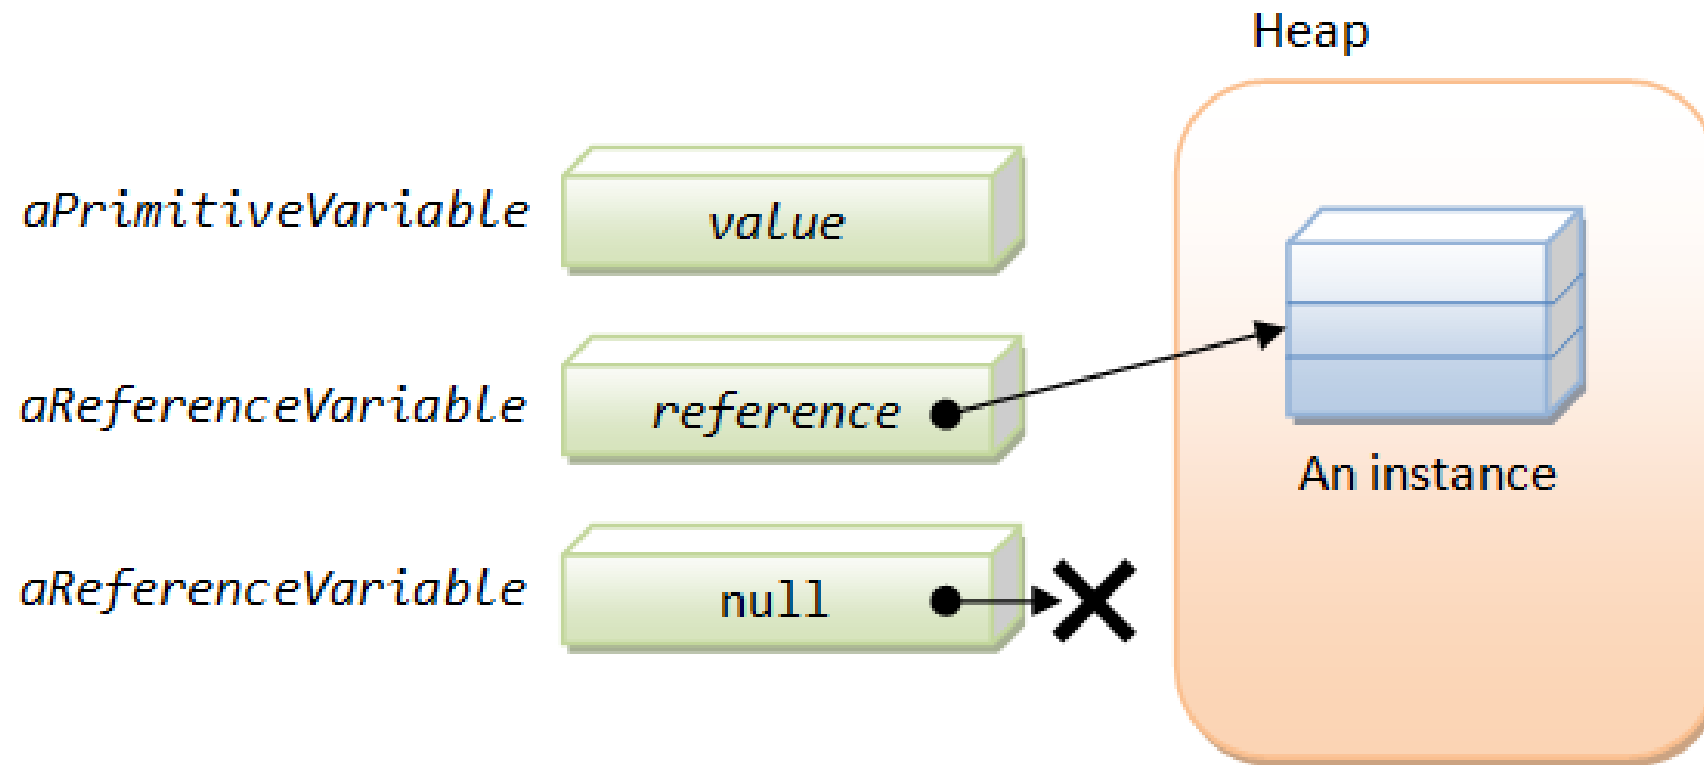 Heap
aPrimitiveVariable
value
aReferenceVariable
reference
An instance
aReferenceVariable
null